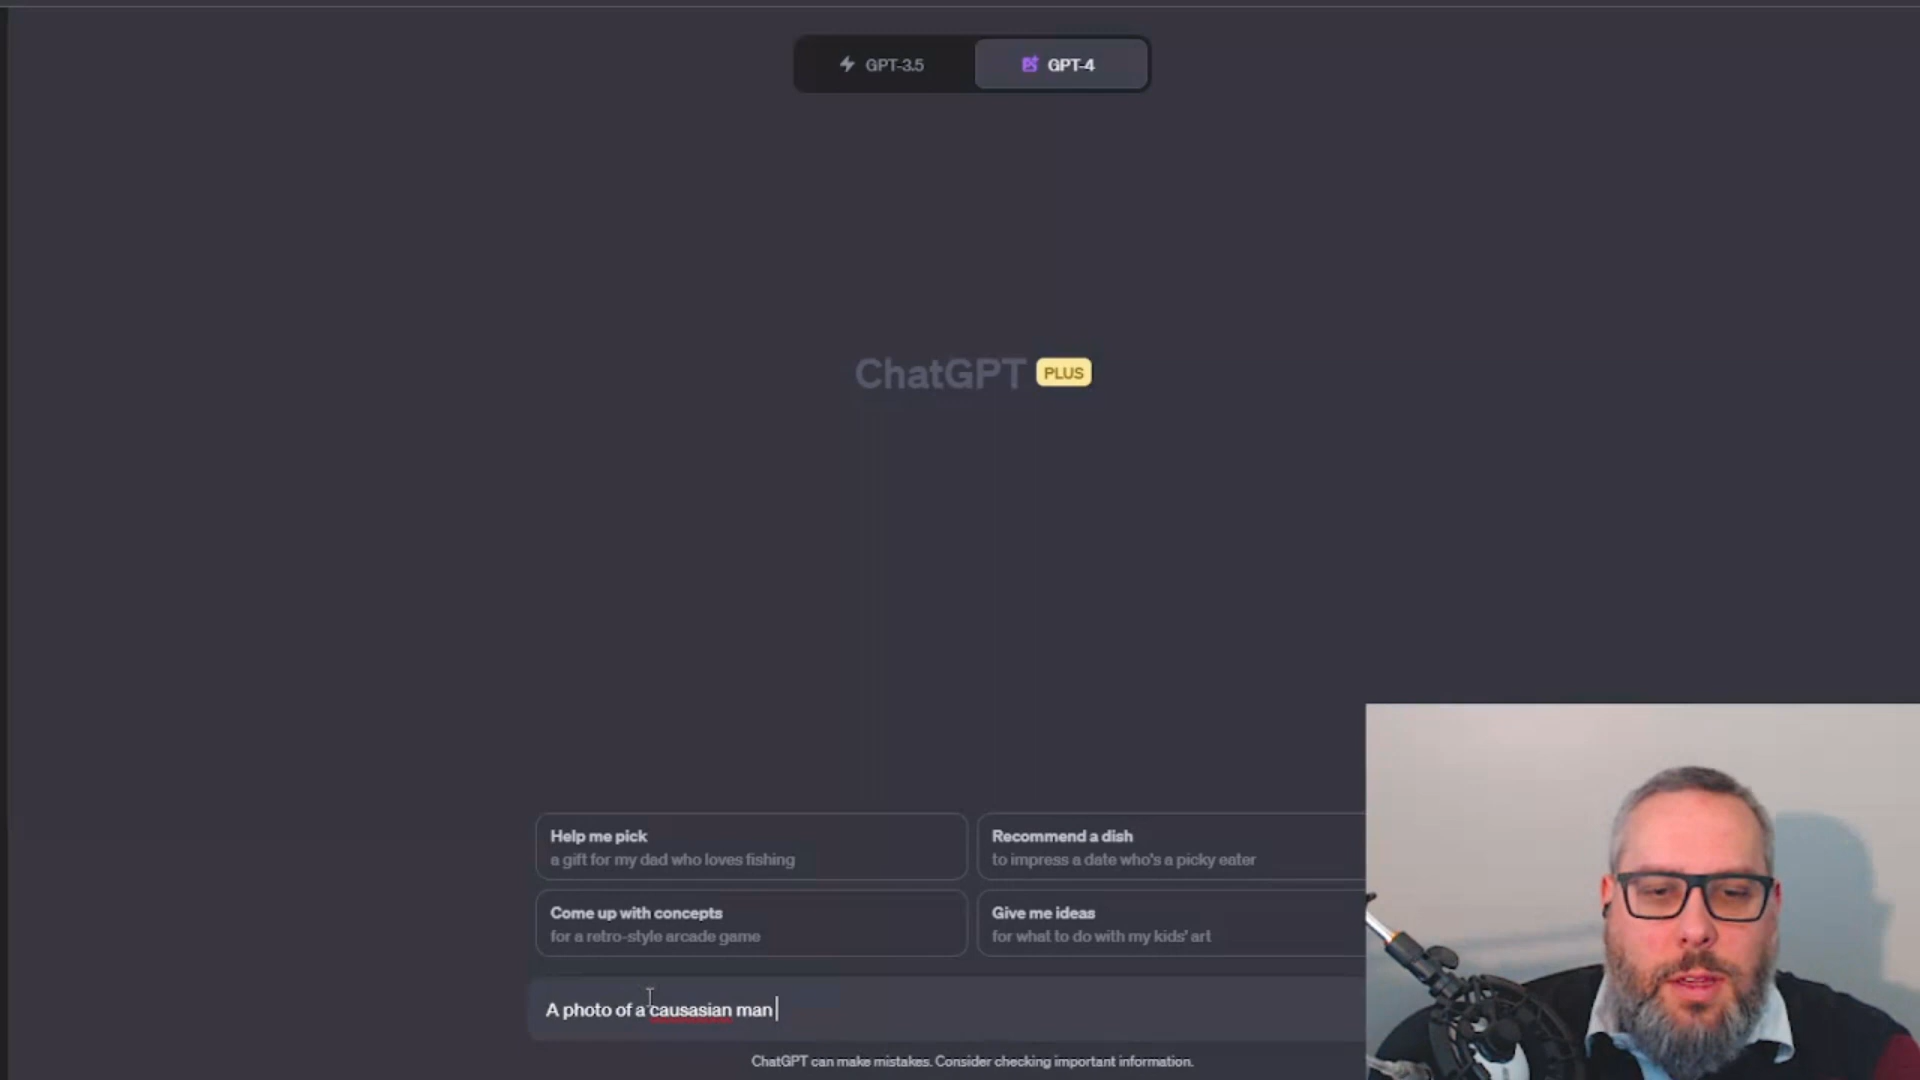 GPT-3.5
GPT-4
ChatGPT PLUS
Help me pick
a gift for my dad who loves fishing
Recommend a dish
to impress a date who's a picky eater
Come up with concepts
for a retro-style arcade game
Give me ideas
for what to do with my kids' art
A photo of a causasian man
ChatGPT can make mistakes. Consider checking important information.